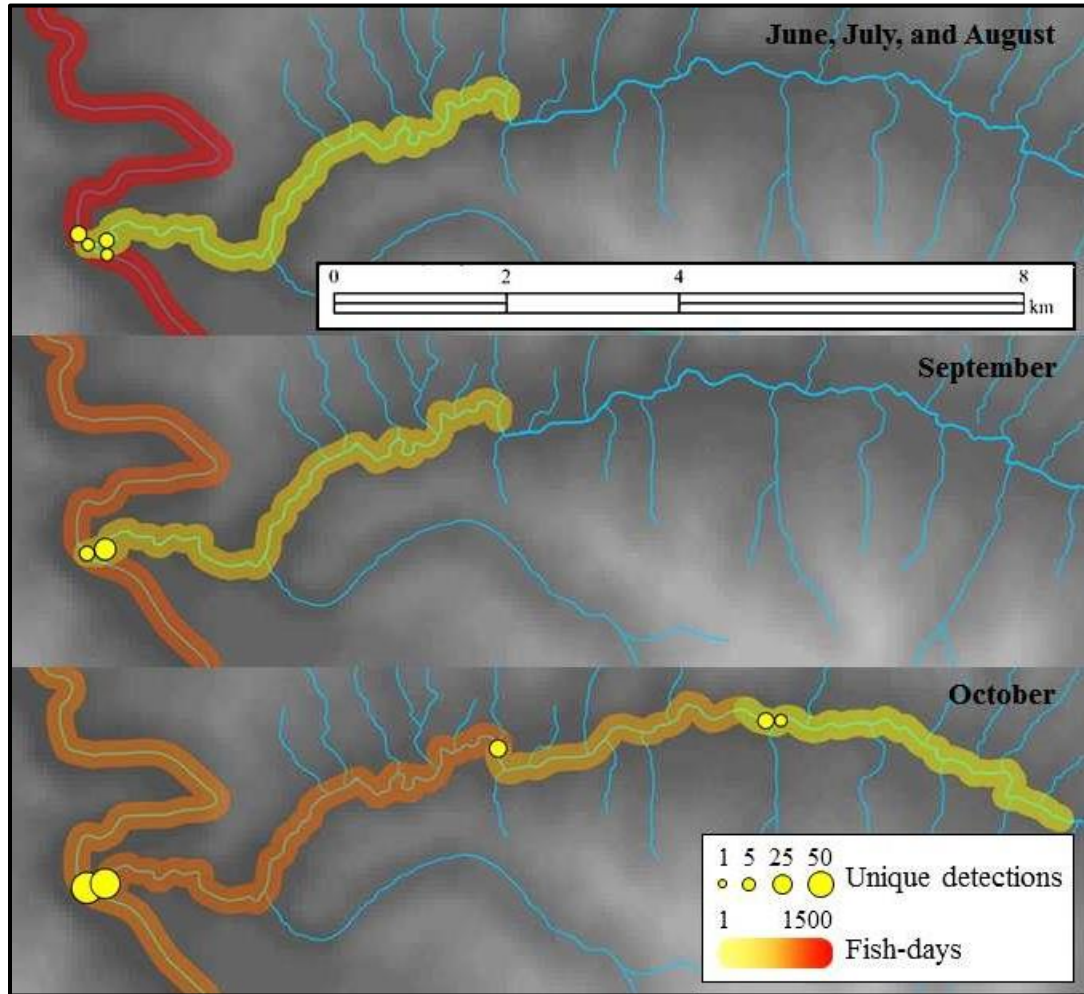 June, July, and August
0 2 4 8
km
September
October
1 5 25 50
Unique detections
1 1500
Fish-days